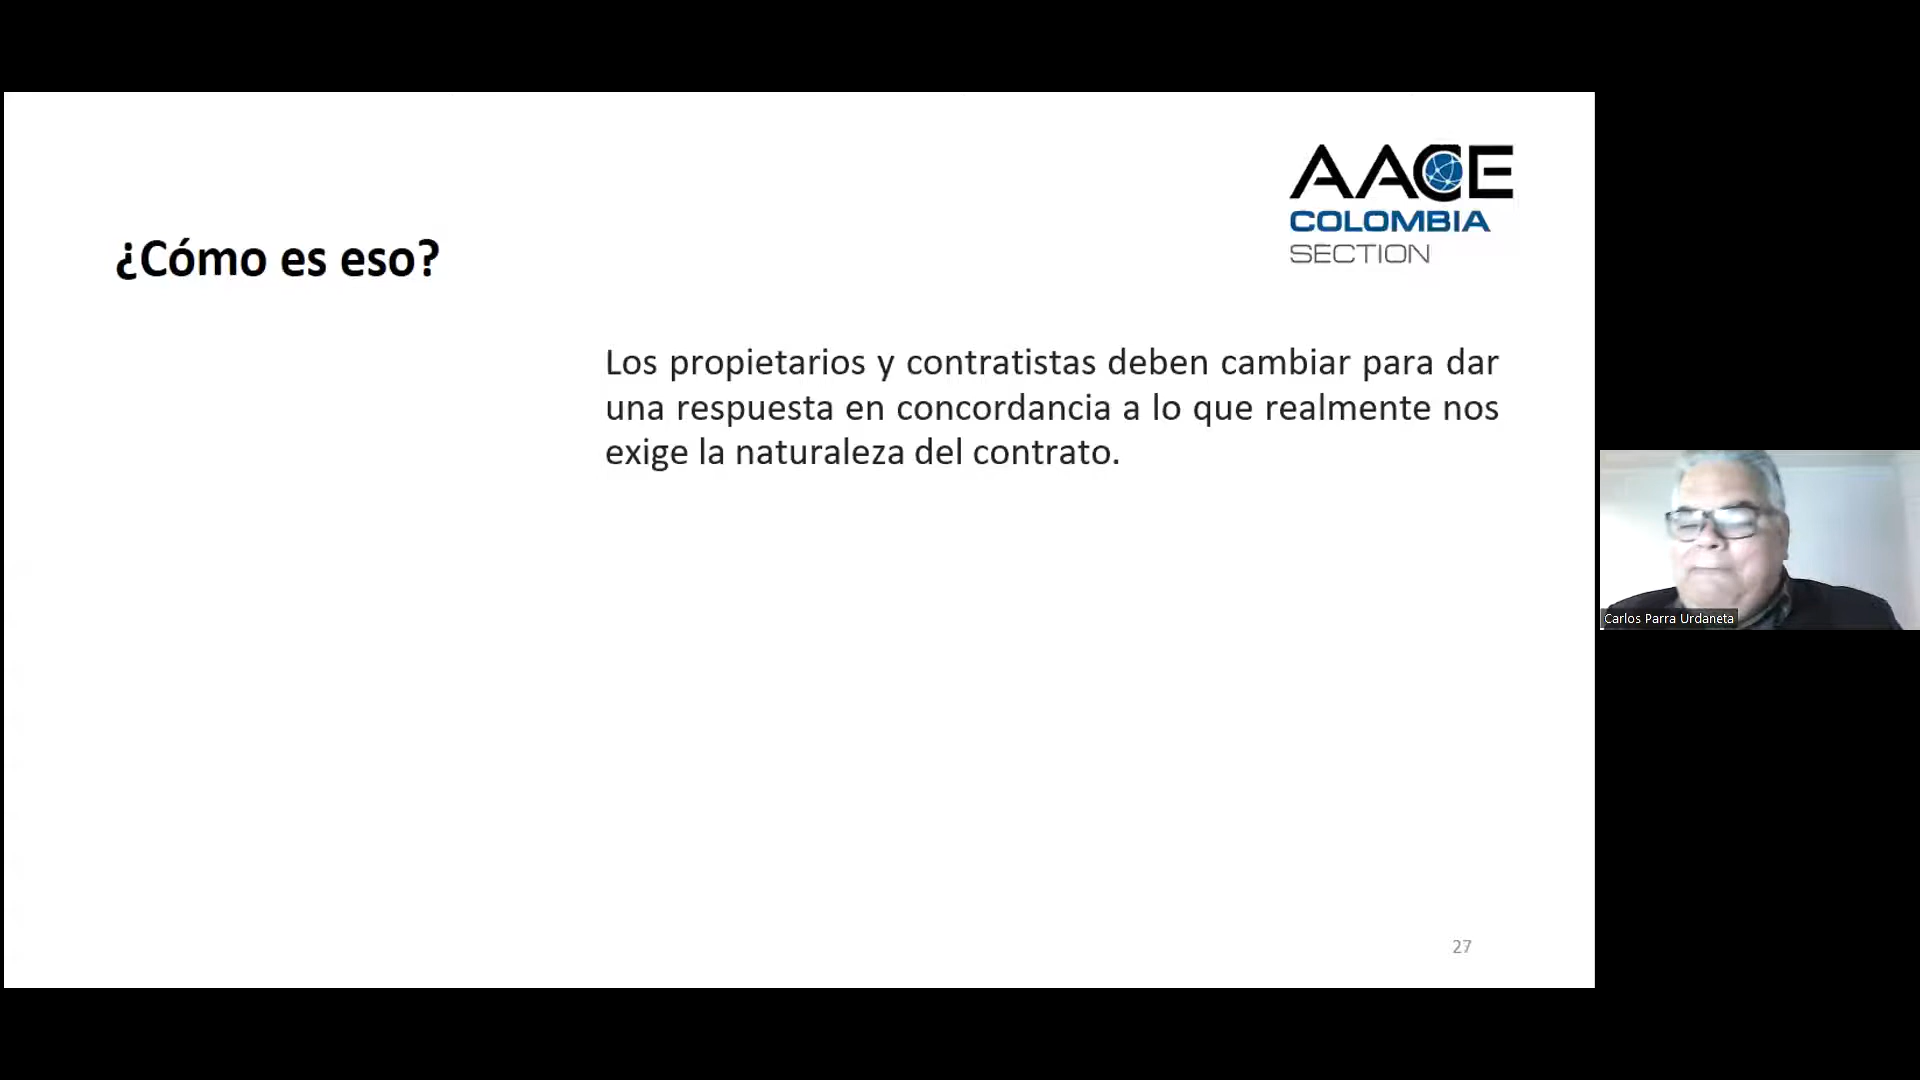 AACE
COLOMBIA
SECTION
¿Cómo es eso?
Los propietarios y contratistas deben cambiar para dar
una respuesta en concordancia a lo que realmente nos
exige la naturaleza del contrato.
Carlos Parra Urdaneta
27